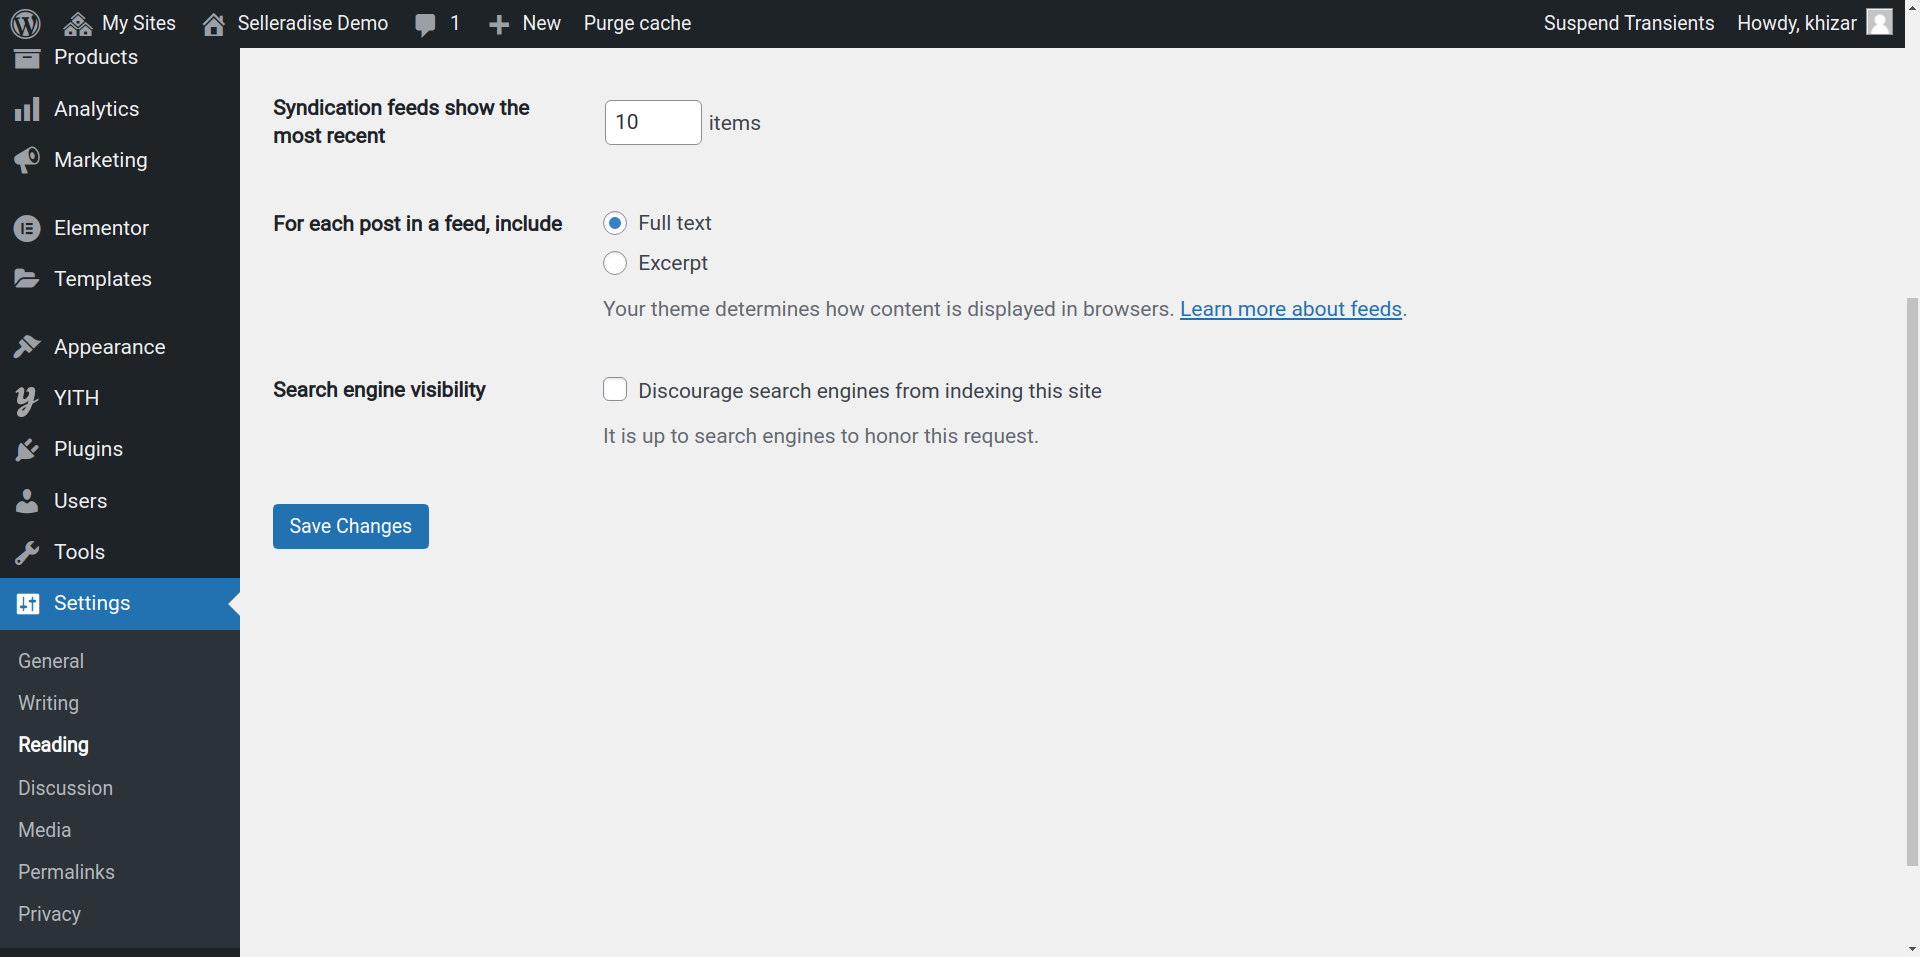 My Sites
Selleradise Demo
1
New
Purge cache
Suspend Transients
Howdy, khizar
Products
Analytics
Marketing
Elementor
Templates
Appearance
YITH
Plugins
Users
Tools
Settings
General
Writing
Reading
Discussion
Media
Permalinks
Privacy
Syndication feeds show the
most recent
10 items
For each post in a feed, include
Full text
Excerpt
Your theme determines how content is displayed in browsers. Learn more about feeds.
Search engine visibility
Discourage search engines from indexing this site
It is up to search engines to honor this request.
Save Changes